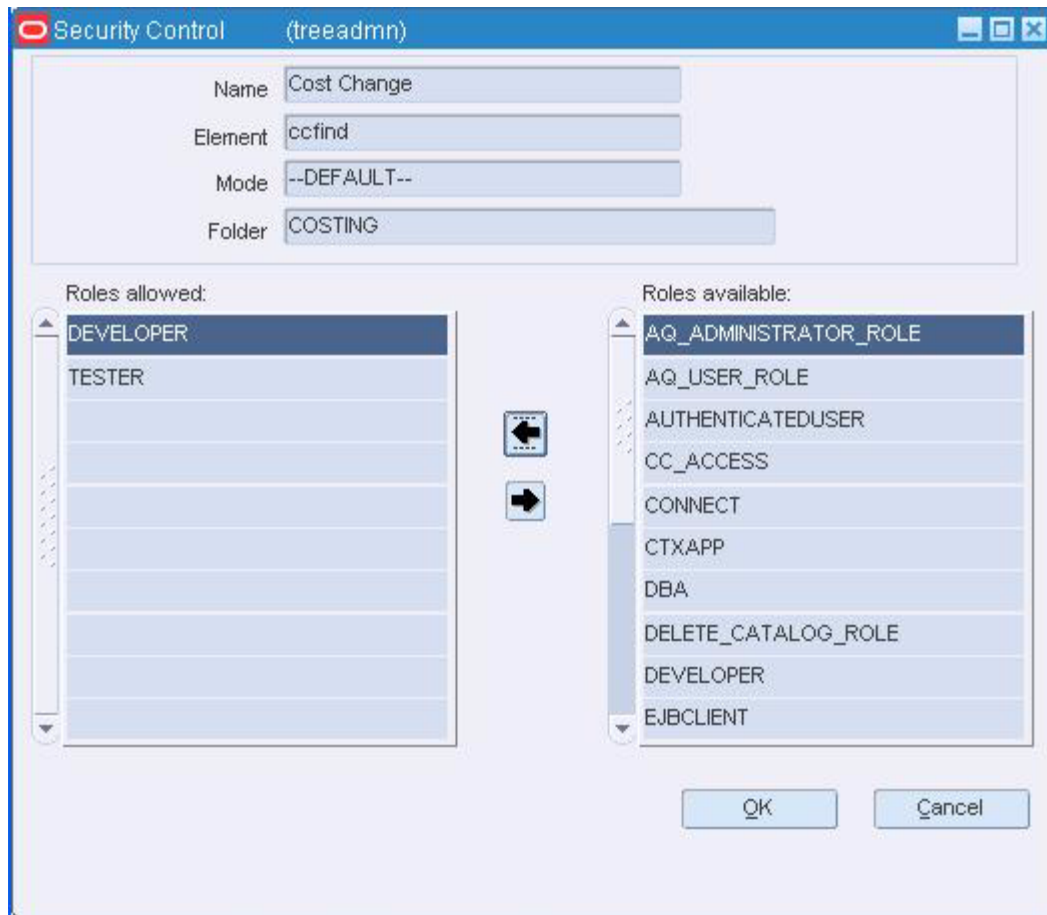 Security Control (treeadmn)
Name Cost Change
Element ccfind
Mode --DEFAULT--
Folder COSTING
Roles allowed:
DEVELOPER
TESTER
Roles available:
AQ_ADMINISTRATOR_ROLE
AQ_USER_ROLE
AUTHENTICATEDUSER
CC_ACCESS
CONNECT
CTXAPP
DBA
DELETE_CATALOG_ROLE
DEVELOPER
EJBCLIENT
OK Cancel